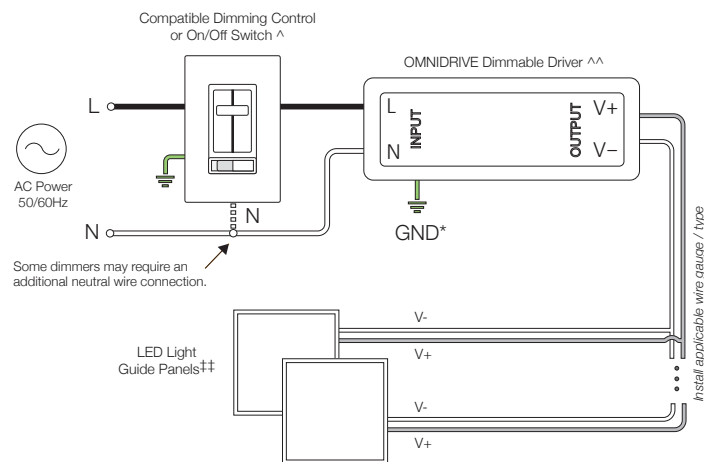 Compatible Dimming Control
or On/Off Switch ^
OMNIDRIVE Dimmable Driver ^^
L
L
INPUT
OUTPUT
V+
N
V−
AC Power
50/60Hz
N
N
GND*
Some dimmers may require an
additional neutral wire connection.
Install applicable wire gauge / type
V-
LED Light
Guide Panels‡‡
V+
V-
V+